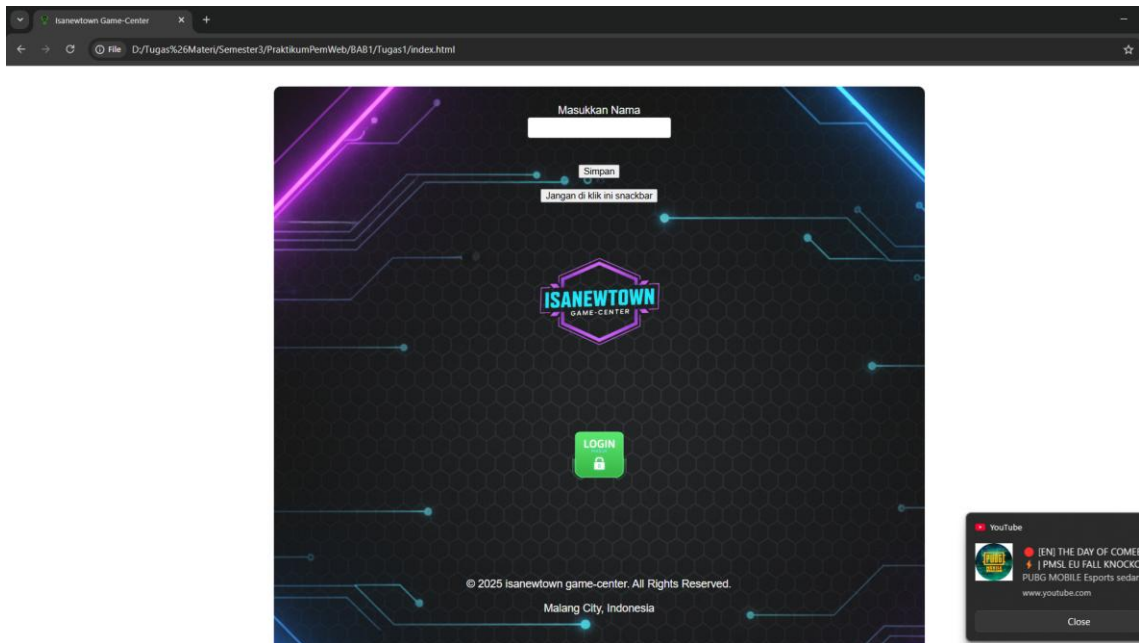 Isanewtown Game-Center
File
D:/Tugas%26Materi/Semester3/PraktikumPemWeb/BAB1/Tugas1/index.html
Masukkan Nama
Simpan
Jangan di klik ini snackbar
ISANEWTOWN
GAME-CENTER
LOGIN
© 2025 isanewtown game-center. All Rights Reserved.
Malang City, Indonesia
YouTube
[EN] THE DAY OF COME
| PMSL EU FALL KNOCKO
PUBG MOBILE Esports sedar
www.youtube.com
Close